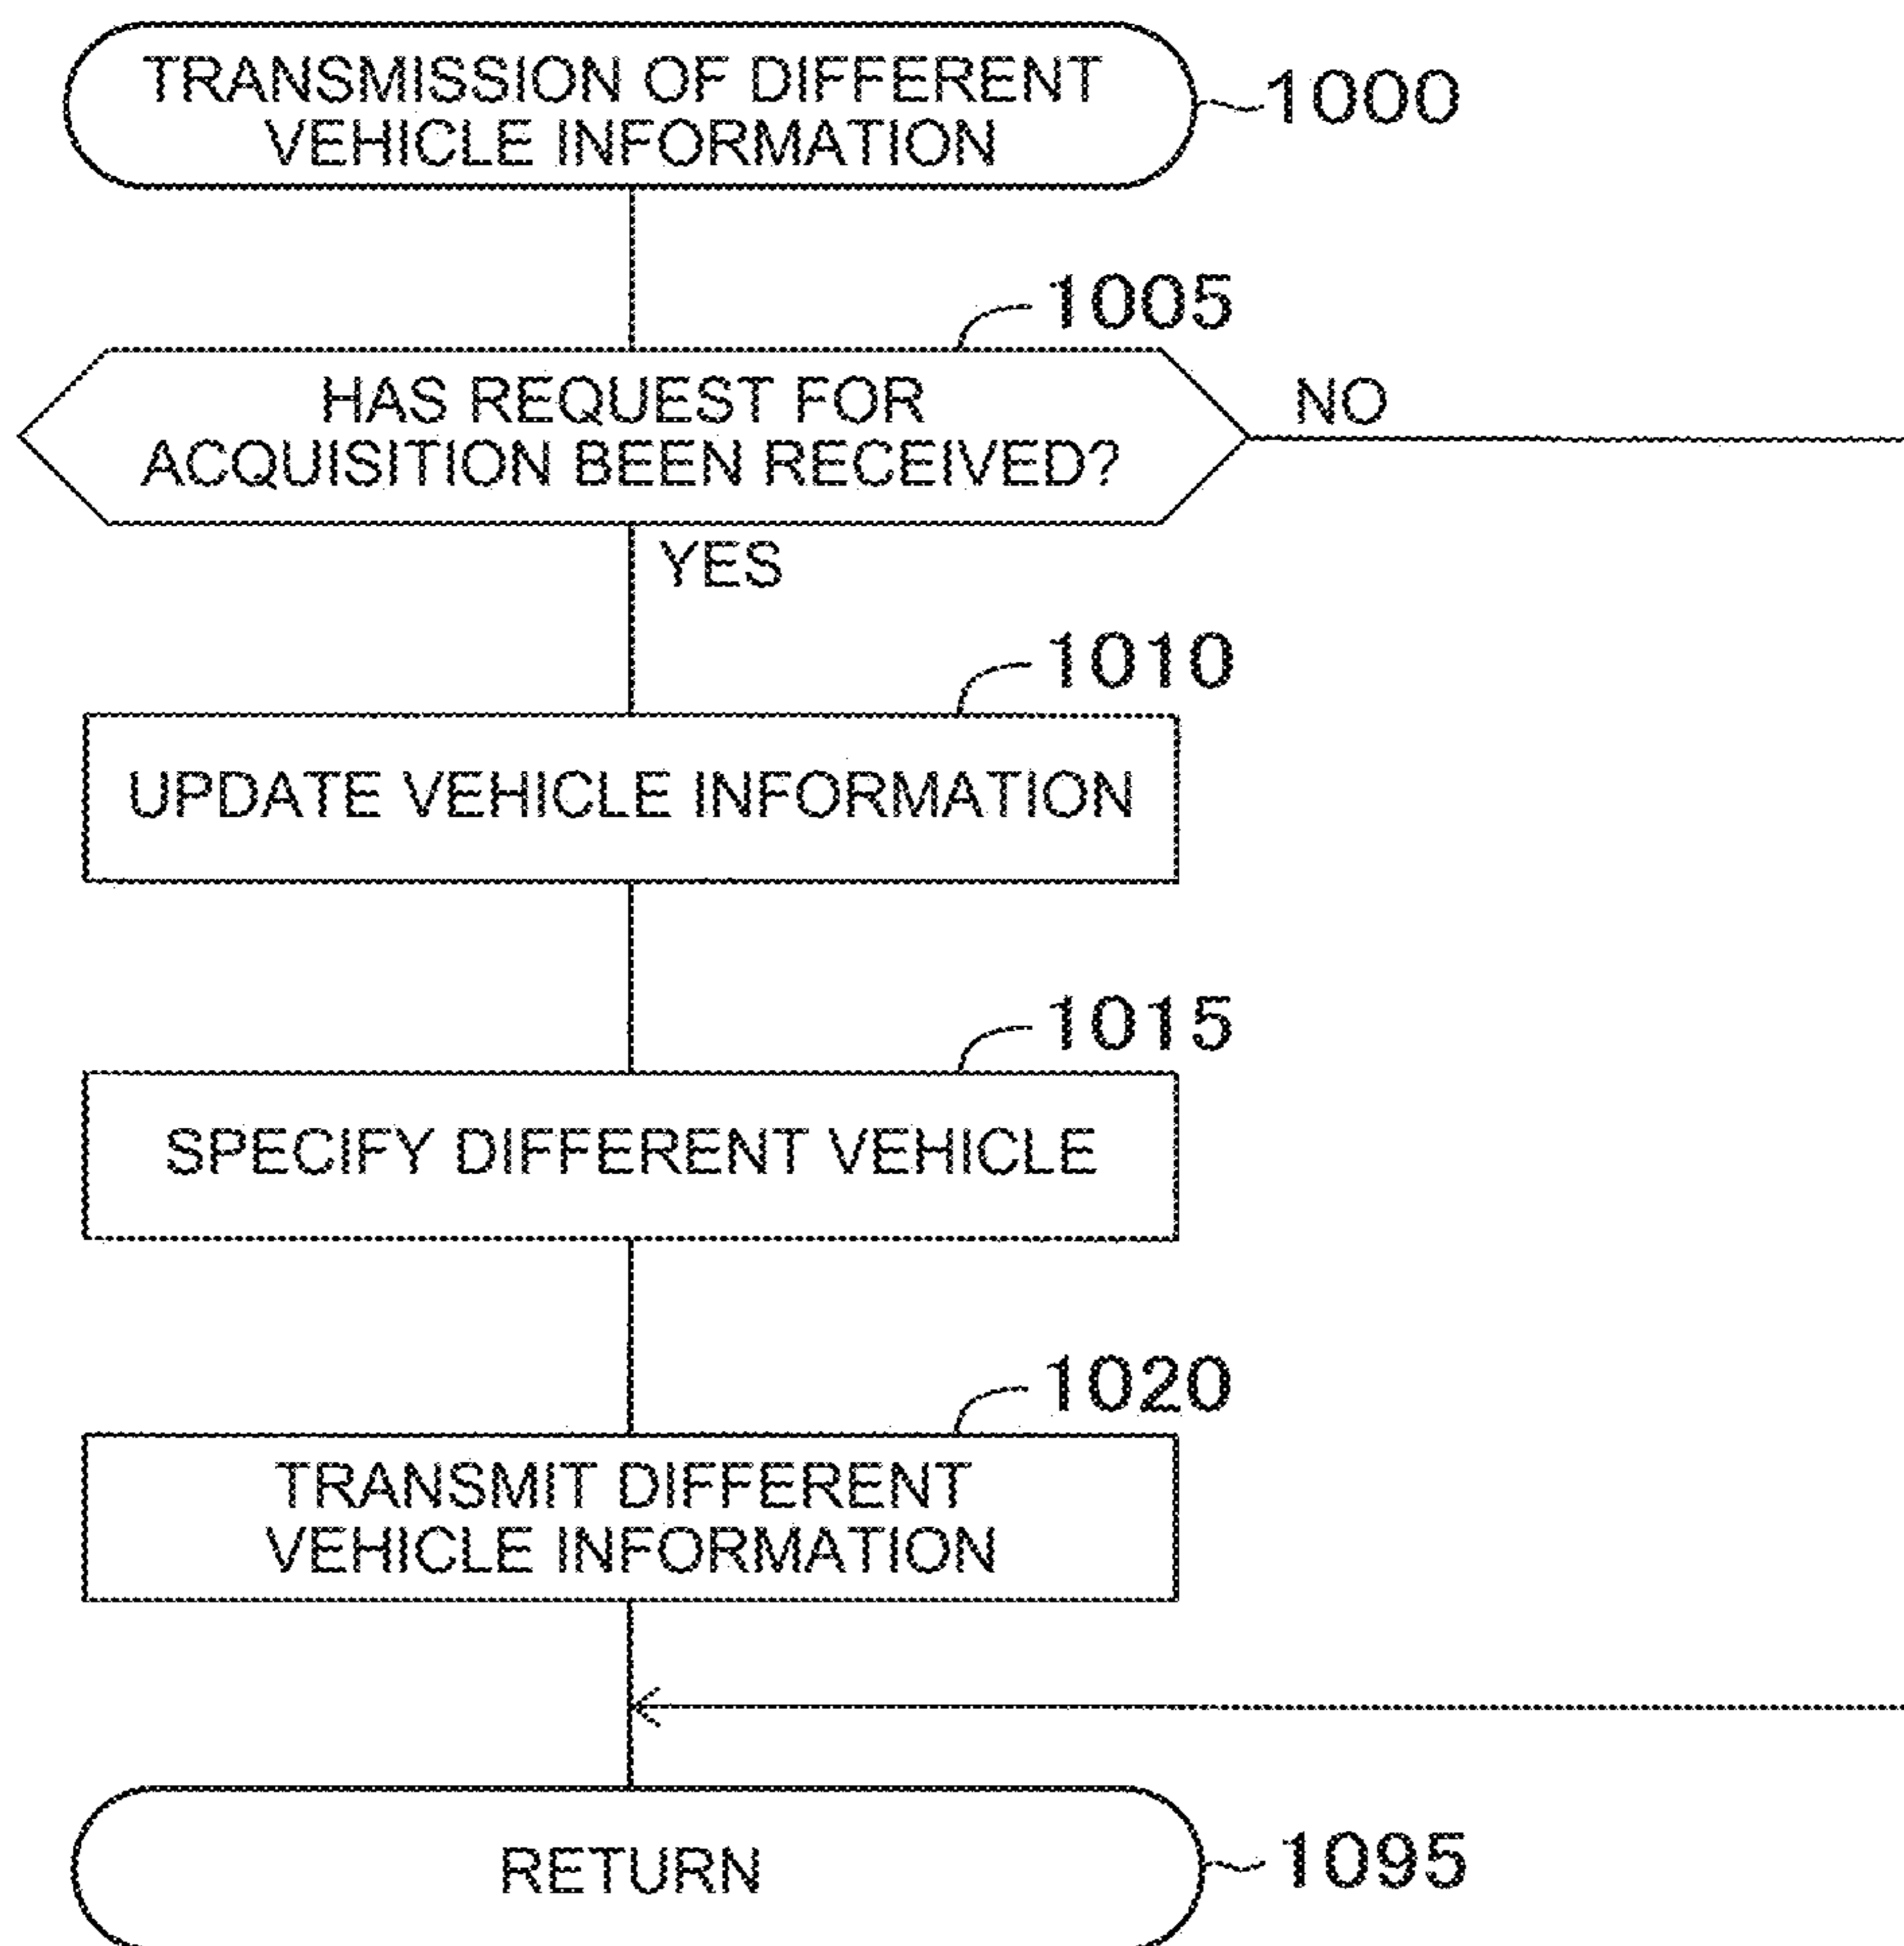 TRANSMISSION OF DIFFERENT
VEHICLE INFORMATION
1000
1005
HAS REQUEST FOR
ACQUISITION BEEN RECEIVED?
NO
YES
1010
UPDATE VEHICLE INFORMATION
1015
SPECIFY DIFFERENT VEHICLE
1020
TRANSMIT DIFFERENT
VEHICLE INFORMATION
RETURN
1095